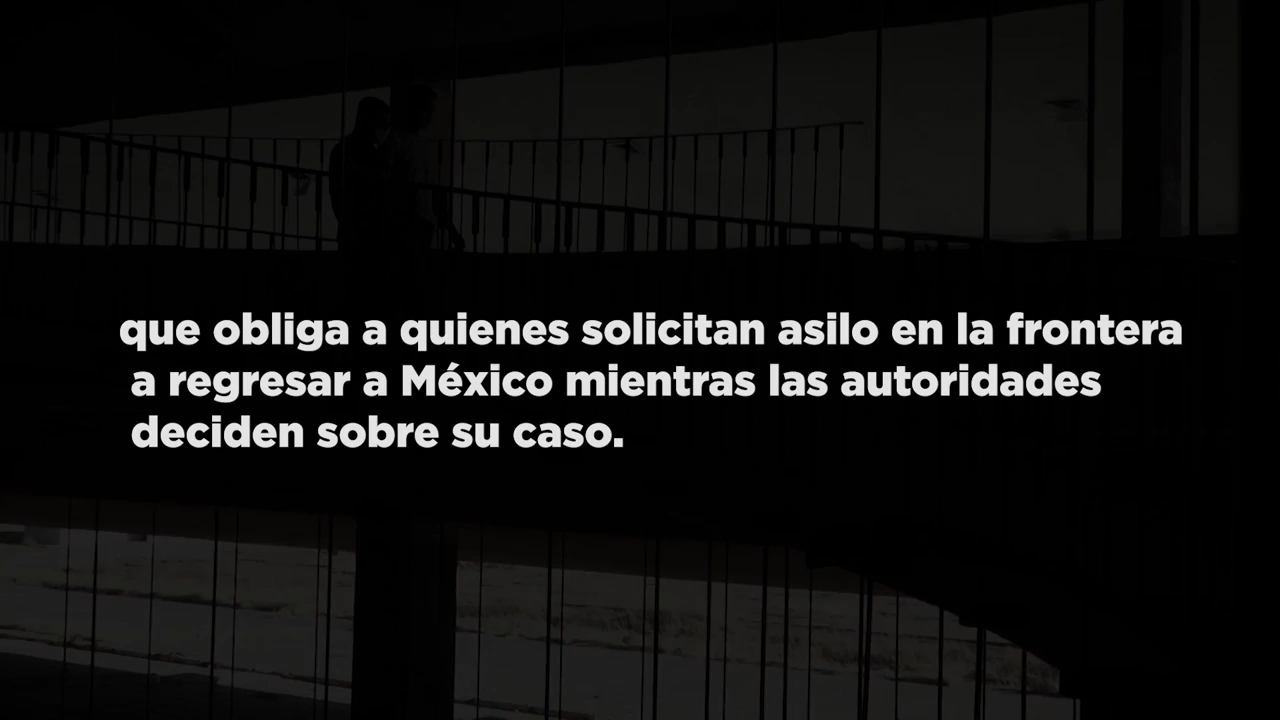 que obliga a quienes solicitan asilo en la frontera
a regresar a México mientras las autoridades
deciden sobre su caso.